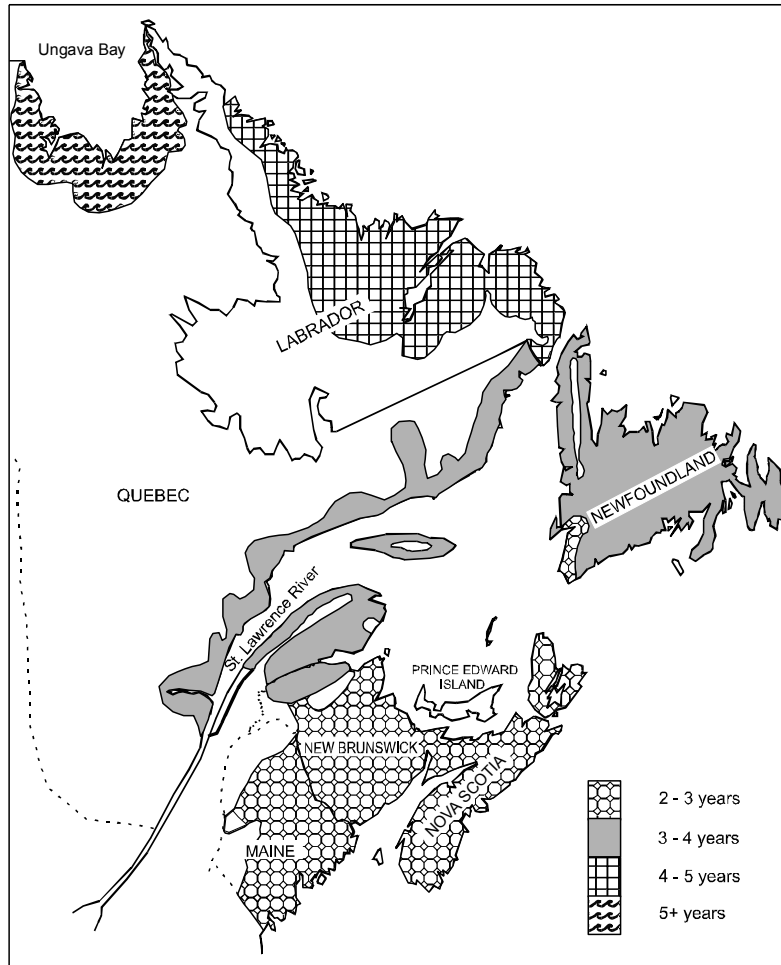 Ungava Bay
LABRADOR
QUEBEC
NEWFOUNDLAND
St. Lawrence River
PRINCE EDWARD
ISLAND
NEW BRUNSWICK
NOVA SCOTIA
MAINE
2 - 3 years
3 - 4 years
4 - 5 years
5+ years